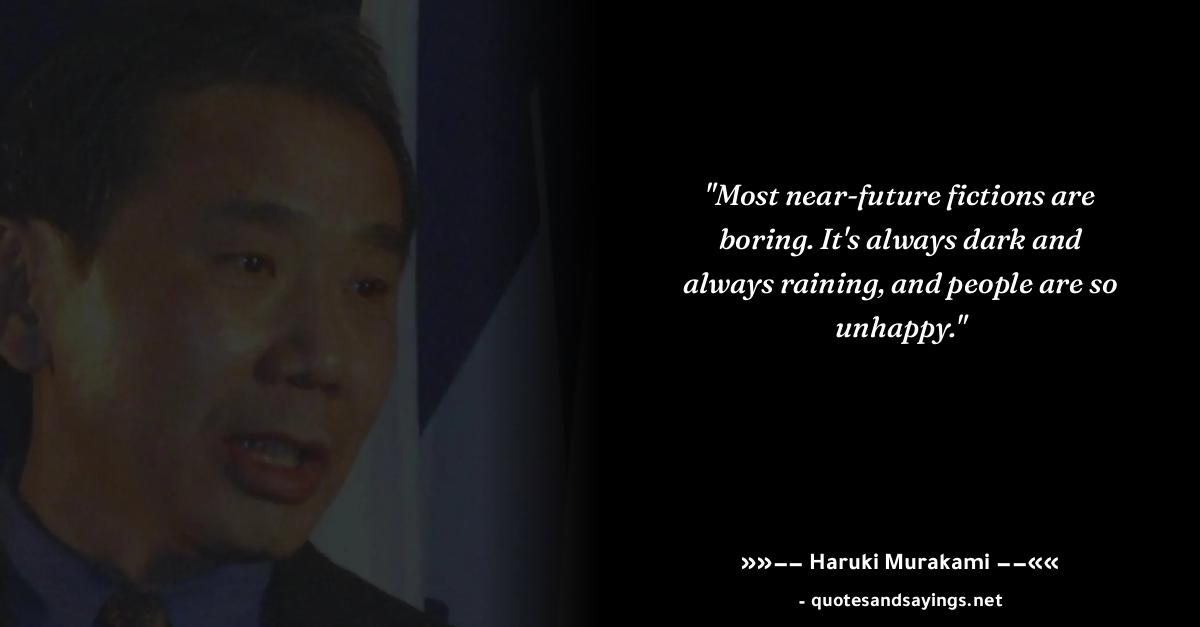 "Most near-future fictions are
boring. It's always dark and
always raining, and people are so
unhappy."
»»–– Haruki Murakami ––««
- quotesandsayings.net